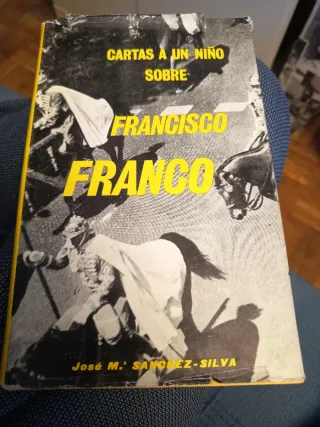 CARTAS A UN NIÑO
SOBRE
FRANCISCO
FRANCO
José M.ª SANCHEZ-SILVA